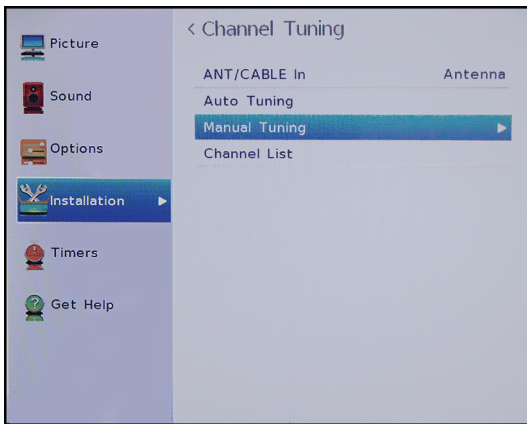 Picture
Sound
Options
Installation
Timers
Get Help
< Channel Tuning
ANT/CABLE In Antenna
Auto Tuning
Manual Tuning
Channel List